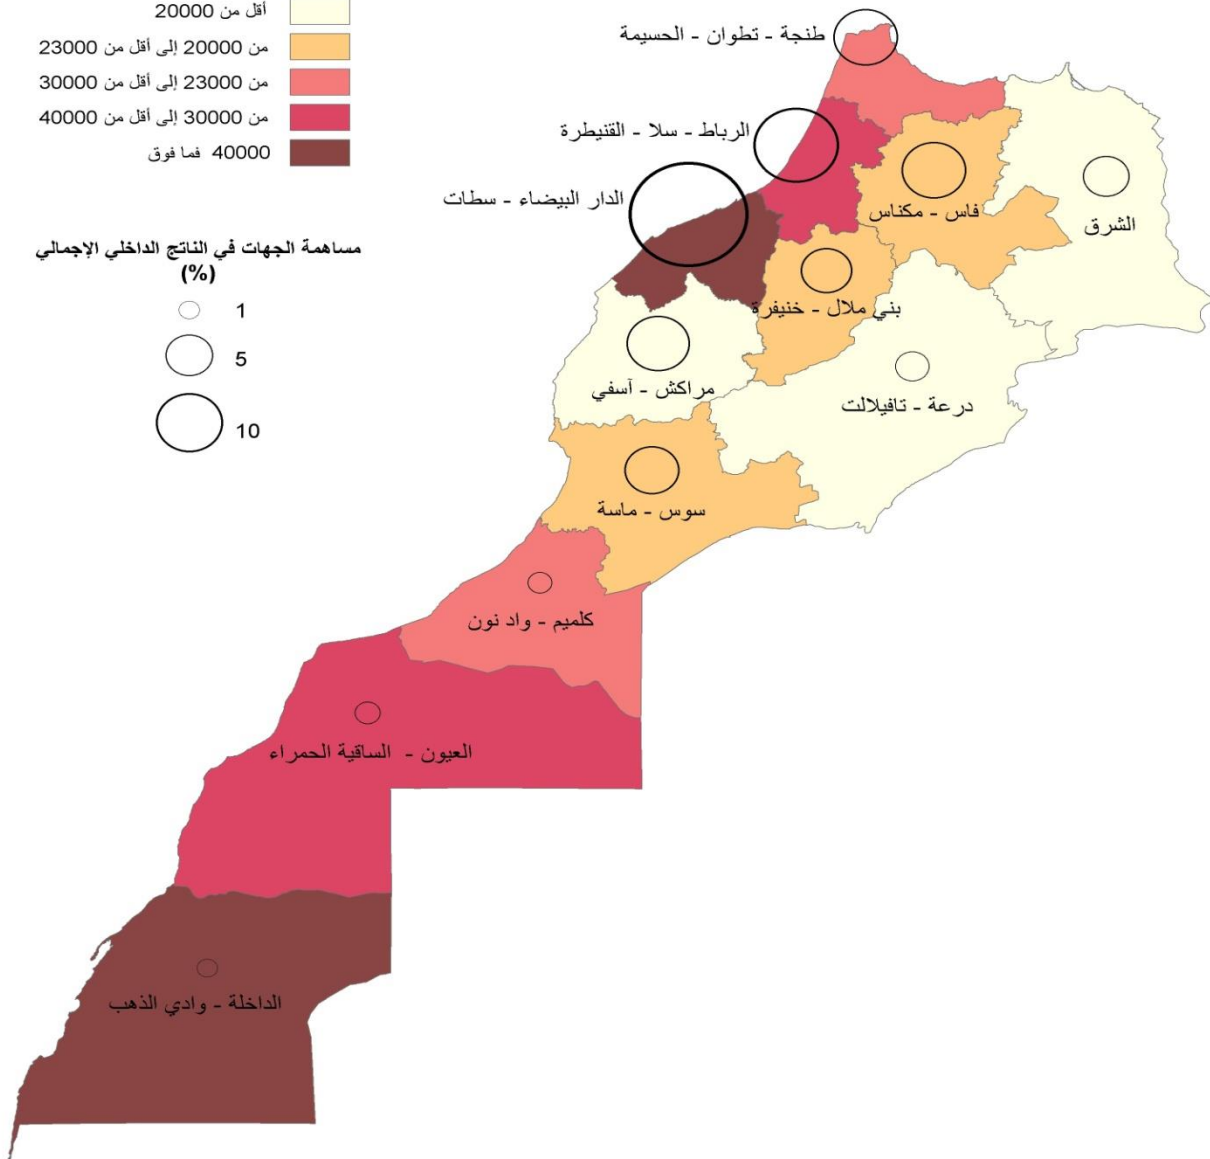 أقل من 20000
من 20000 إلى أقل من 23000
من 23000 إلى أقل من 30000
من 30000 إلى أقل من 40000
40000 فما فوق
مساهمة الجهات في الناتج الداخلي الإجمالي
(%)
1
5
10
طنجة - تطوان - الحسيمة
الرباط - سلا - القنيطرة
الدار البيضاء - سطات
فاس - مكناس
الشرق
بني ملال - خنيفرة
مراكش - آسفي
درعة - تافيلالت
سوس - ماسة
كلميم - واد نون
العيون - الساقية الحمراء
الداخلة - وادي الذهب